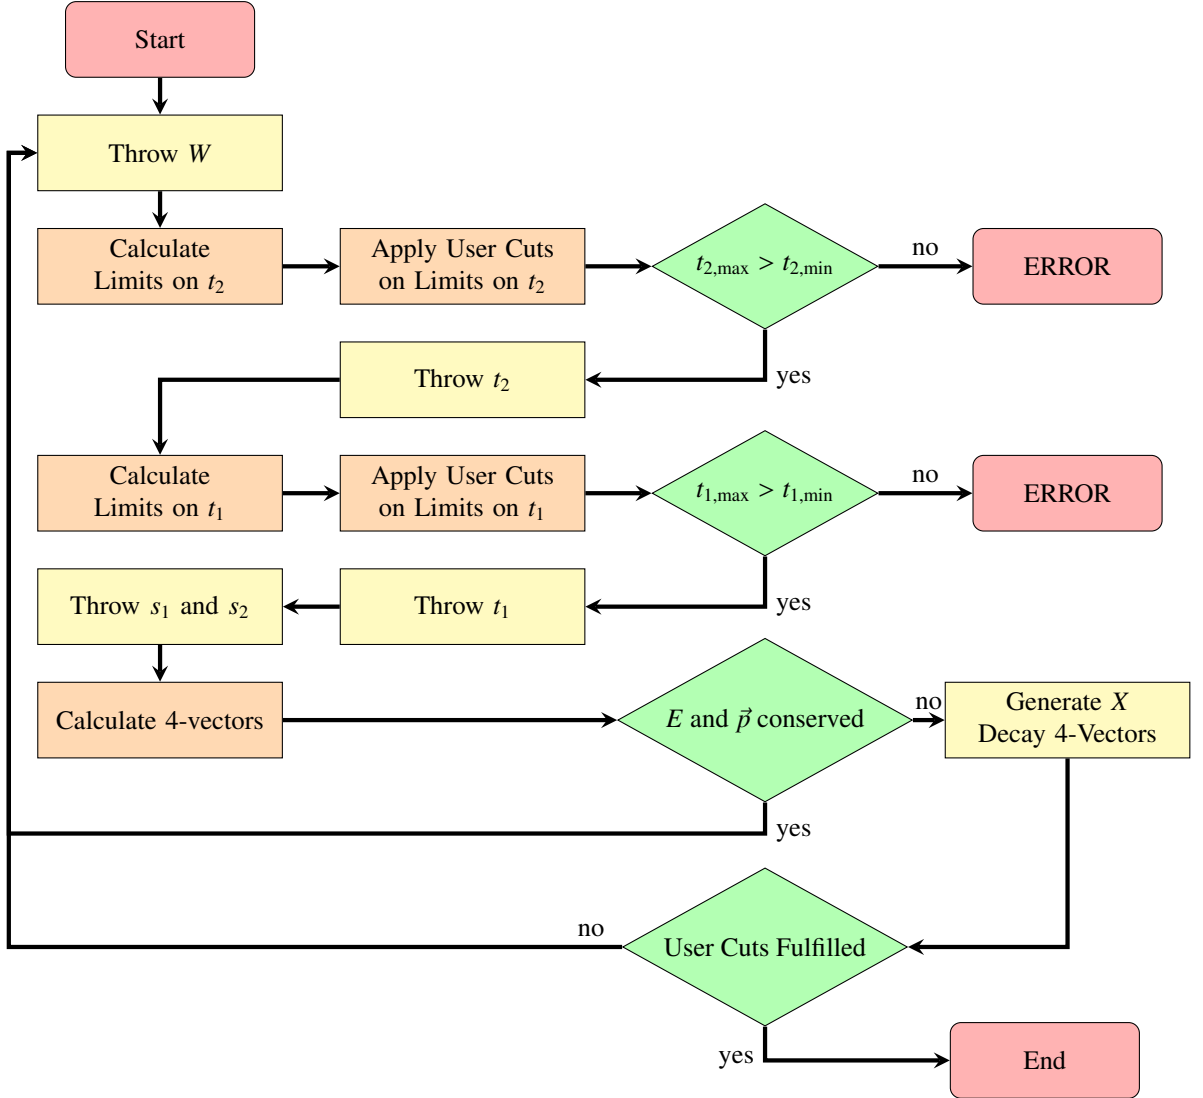 Start
Throw W
Calculate
Limits on t₂
Apply User Cuts
on Limits on t₂
t₂,max > t₂,min
no
ERROR
Throw t₂
yes
Calculate
Limits on t₁
Apply User Cuts
on Limits on t₁
t₁,max > t₁,min
no
ERROR
Throw s₁ and s₂
Throw t₁
yes
Calculate 4-vectors
E and p⃗ conserved
no
Generate X
Decay 4-Vectors
yes
no
User Cuts Fulfilled
yes
End